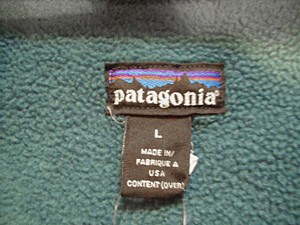 patagonia
L
MADE IN/
FABRIQUE A
USA
CONTENT (OVER)